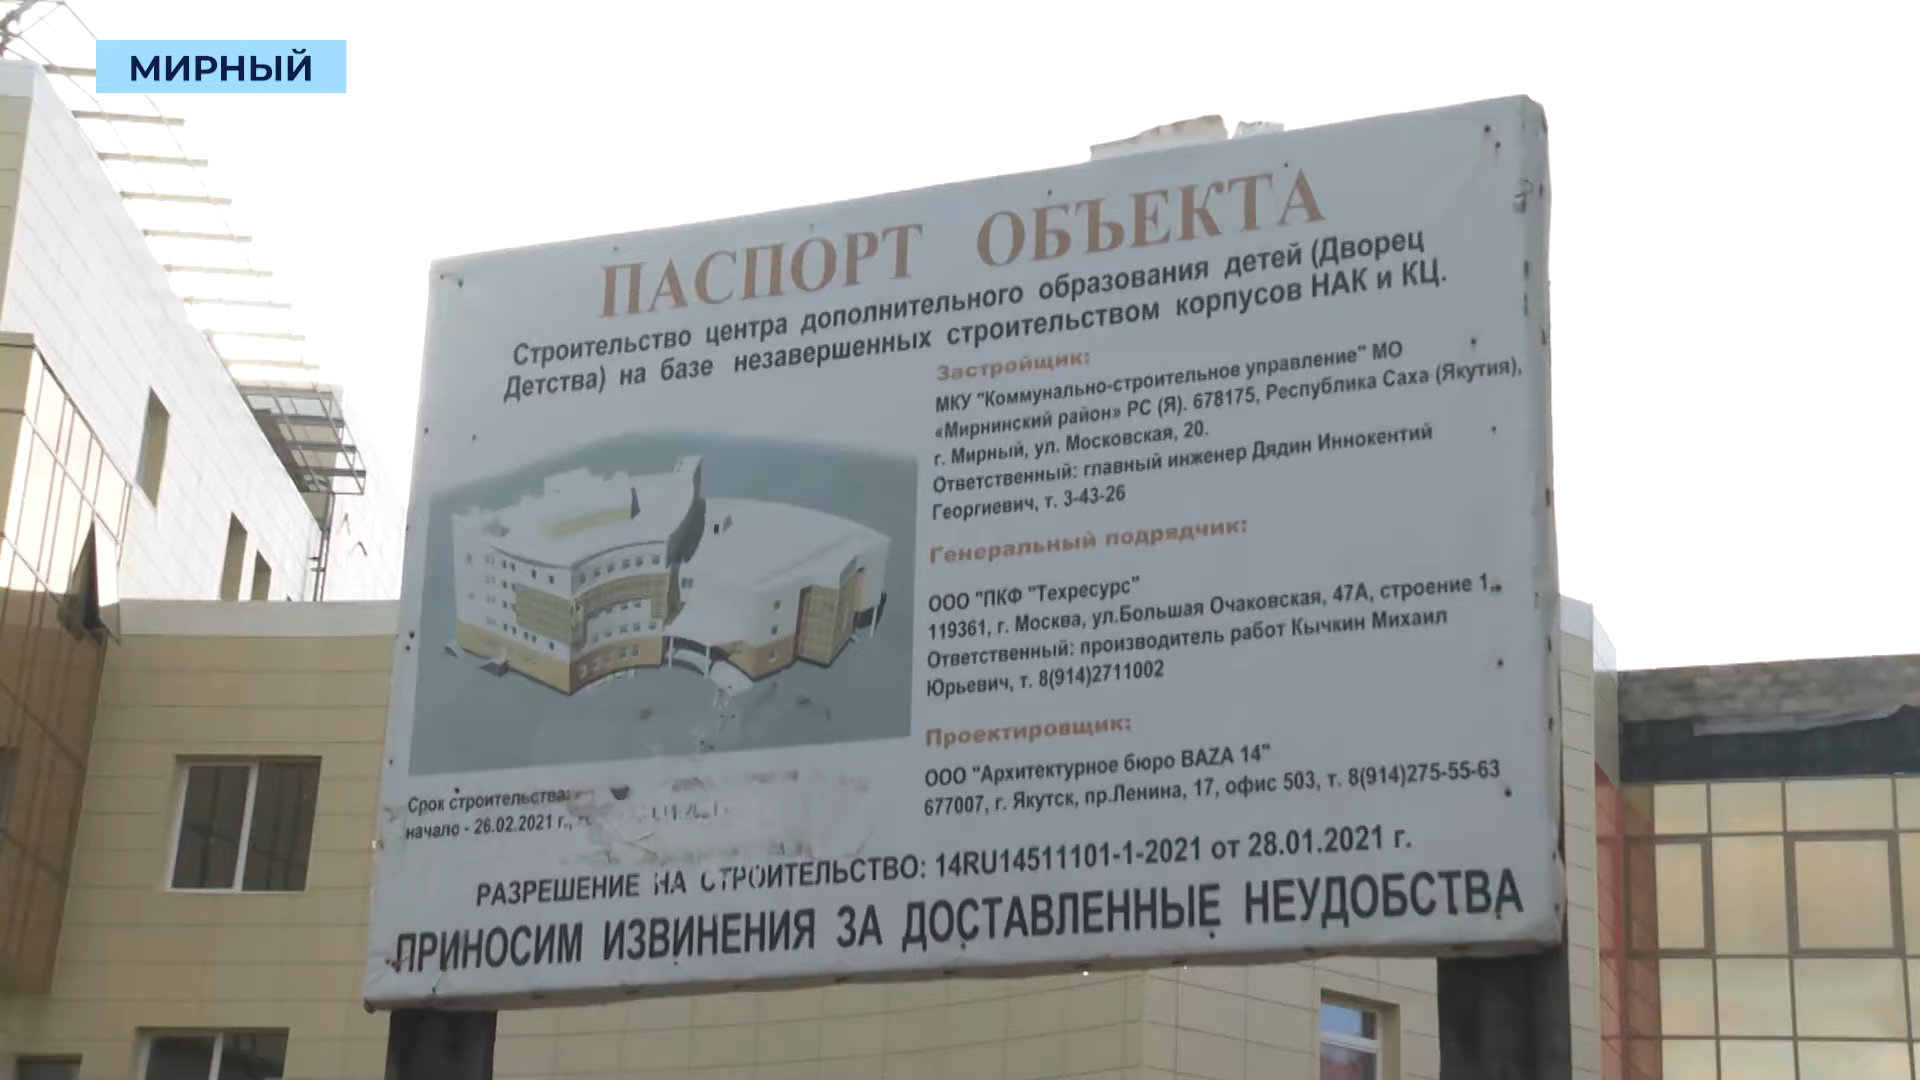 МИРНЫЙ
ПАСПОРТ ОБЪЕКТА
Строительство центра дополнительного образования детей (Дворец
Детства) на базе незавершенных строительством корпусов НАК и КЦ.
Застройщик:
МКУ "Коммунально-строительное управление" МО
«Мирнинский район» РС (Я). 678175, Республика Саха (Якутия),
г. Мирный, ул. Московская, 20.
Ответственный: главный инженер Дядин Иннокентий
Георгиевич, т. 3-43-26
Генеральный подрядчик:
ООО "ПКФ "Техресурс"
119361, г. Москва, ул.Большая Очаковская, 47А, строение 1,
Ответственный: производитель работ Кычкин Михаил
Юрьевич, т. 8(914)2711002
Проектировщик:
ООО "Архитектурное бюро BAZA 14"
677007, г. Якутск, пр.Ленина, 17, офис 503, т. 8(914)275-55-63
Срок строительства:
начало - 26.02.2021 г.,
РАЗРЕШЕНИЕ НА СТРОИТЕЛЬСТВО: 14RU14511101-1-2021 от 28.01.2021 г.
ПРИНОСИМ ИЗВИНЕНИЯ ЗА ДОСТАВЛЕННЫЕ НЕУДОБСТВА